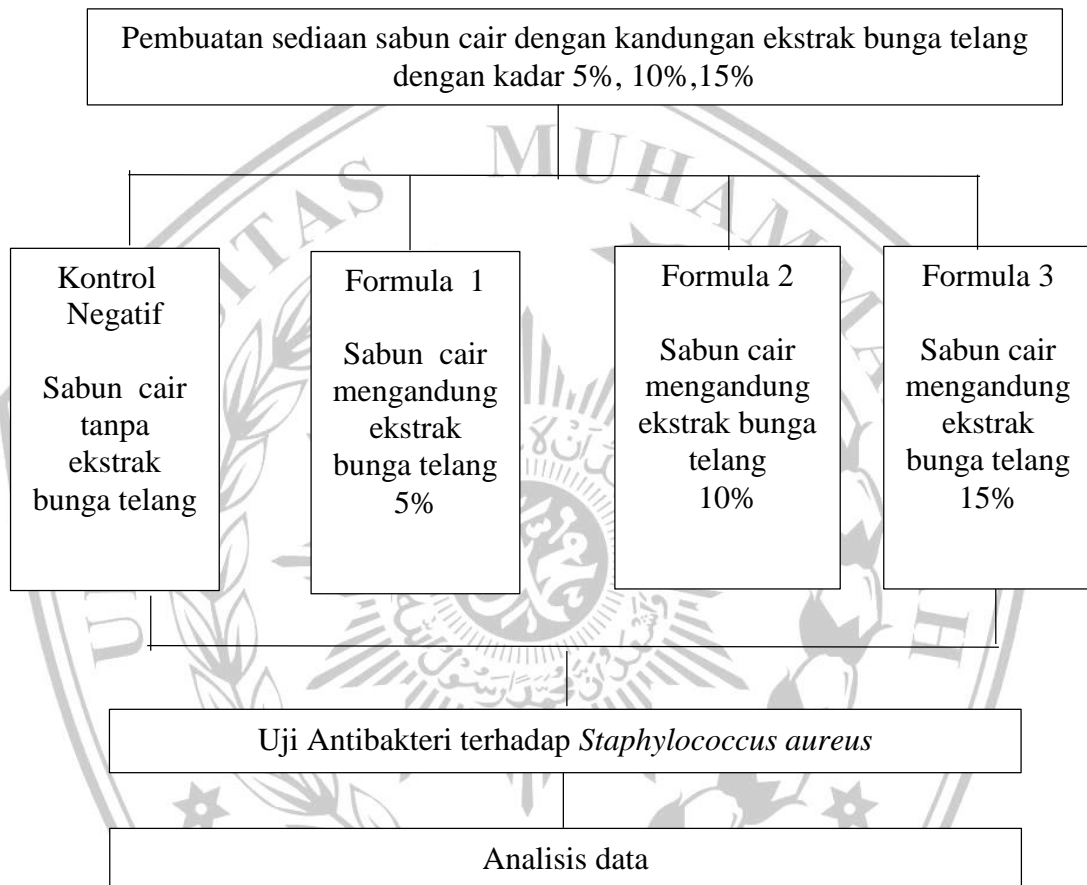 Pembuatan sediaan sabun cair dengan kandungan ekstrak bunga telang
dengan kadar 5%, 10%,15%
Kontrol
Negatif
Sabun cair
tanpa
ekstrak
bunga telang
Formula 1
Sabun cair
mengandung
ekstrak
bunga telang
5%
Formula 2
Sabun cair
mengandung
ekstrak bunga
telang
10%
Formula 3
Sabun cair
mengandung
ekstrak
bunga telang
15%
Uji Antibakteri terhadap Staphylococcus aureus
Analisis data
MUHAM